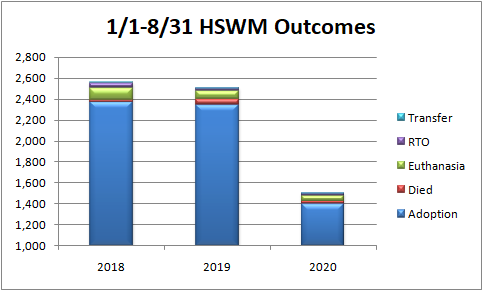 1/1-8/31 HSWM Outcomes
2,800
2,600
2,400
2,200
2,000
1,800
1,600
1,400
1,200
1,000
2018 2019 2020
Transfer
RTO
Euthanasia
Died
Adoption